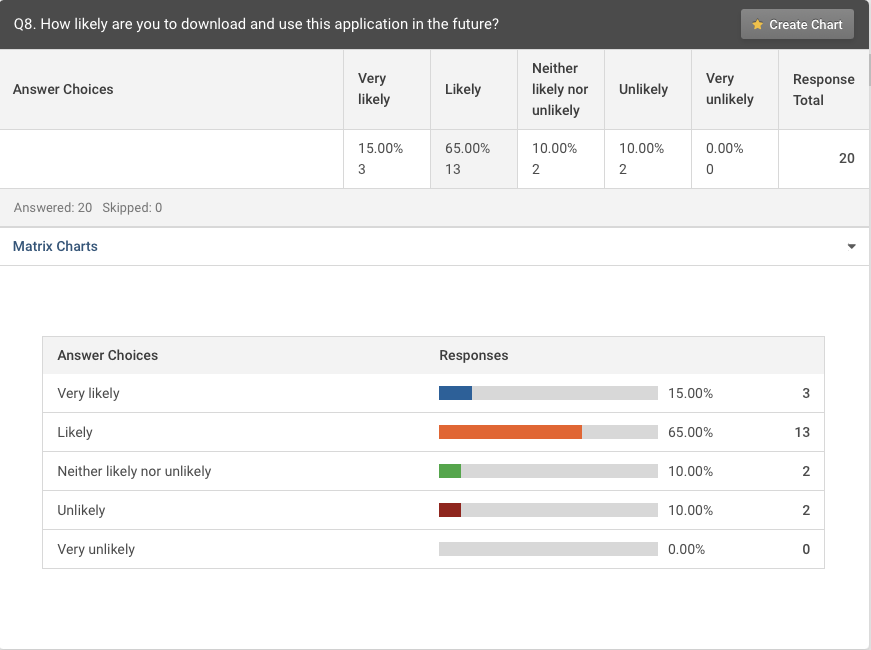 Q8. How likely are you to download and use this application in the future?
Create Chart
Answer Choices
Very likely
Likely
Neither likely nor unlikely
Unlikely
Very unlikely
Response Total
15.00% 65.00% 10.00% 10.00% 0.00%
3 13 2 2 0 20
Answered: 20 Skipped: 0
Matrix Charts
Answer Choices Responses
Very likely 15.00% 3
Likely 65.00% 13
Neither likely nor unlikely 10.00% 2
Unlikely 10.00% 2
Very unlikely 0.00% 0